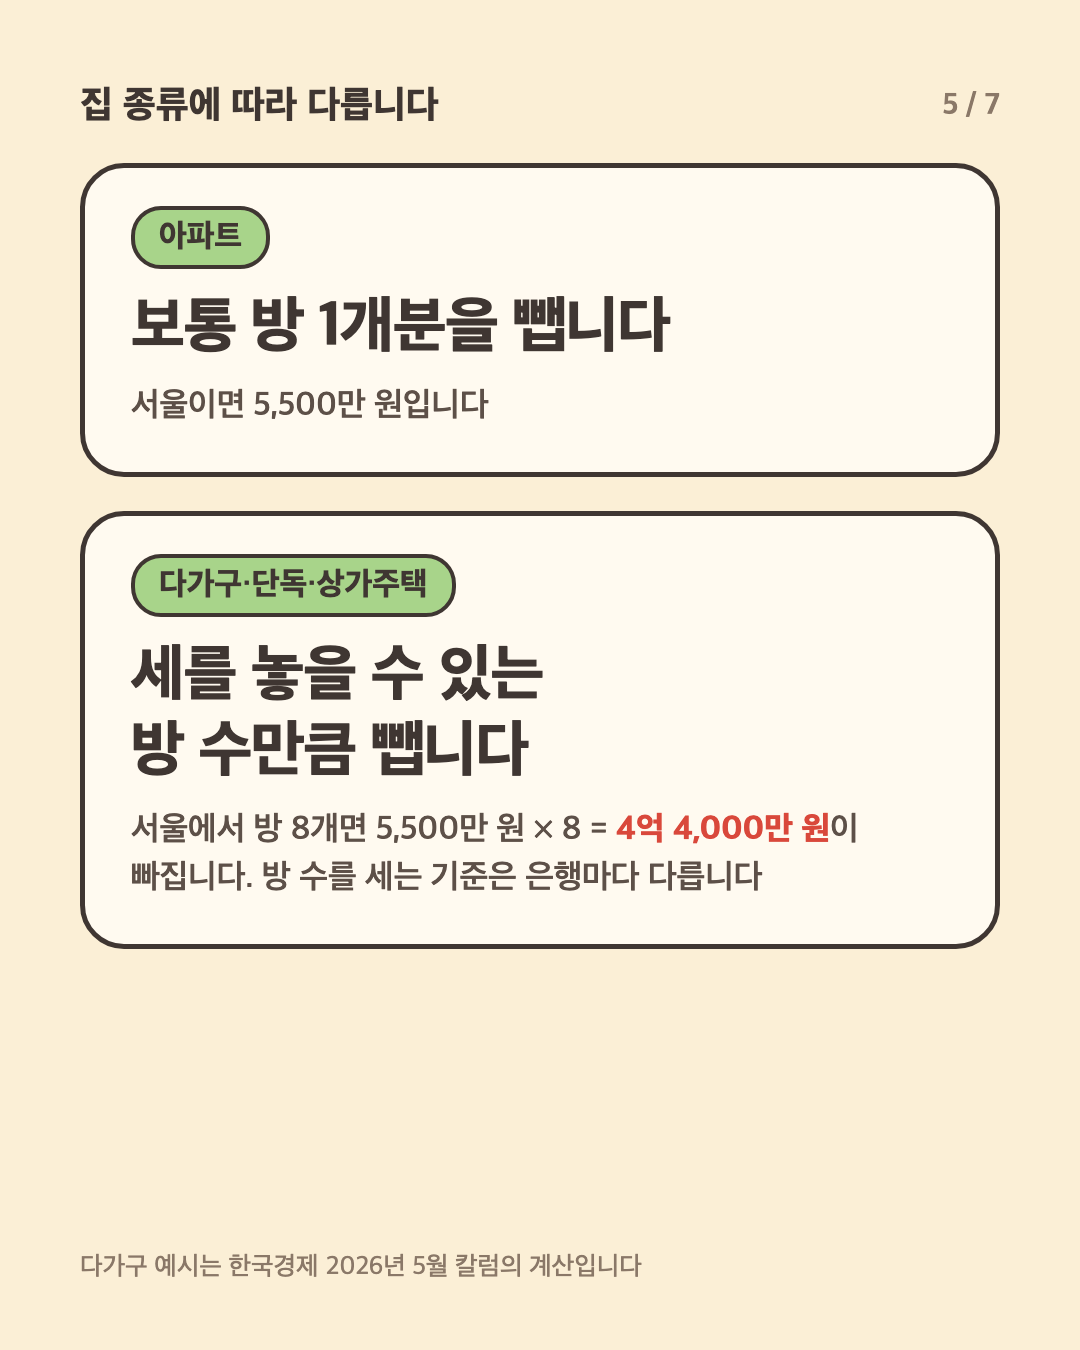 집 종류에 따라 다릅니다
5 / 7
아파트
보통 방 1개분을 뺍니다
서울이면 5,500만 원입니다
다가구·단독·상가주택
세를 놓을 수 있는
방 수만큼 뺍니다
서울에서 방 8개면 5,500만 원 × 8 = 4억 4,000만 원이
빠집니다. 방 수를 세는 기준은 은행마다 다릅니다
다가구 예시는 한국경제 2026년 5월 칼럼의 계산입니다